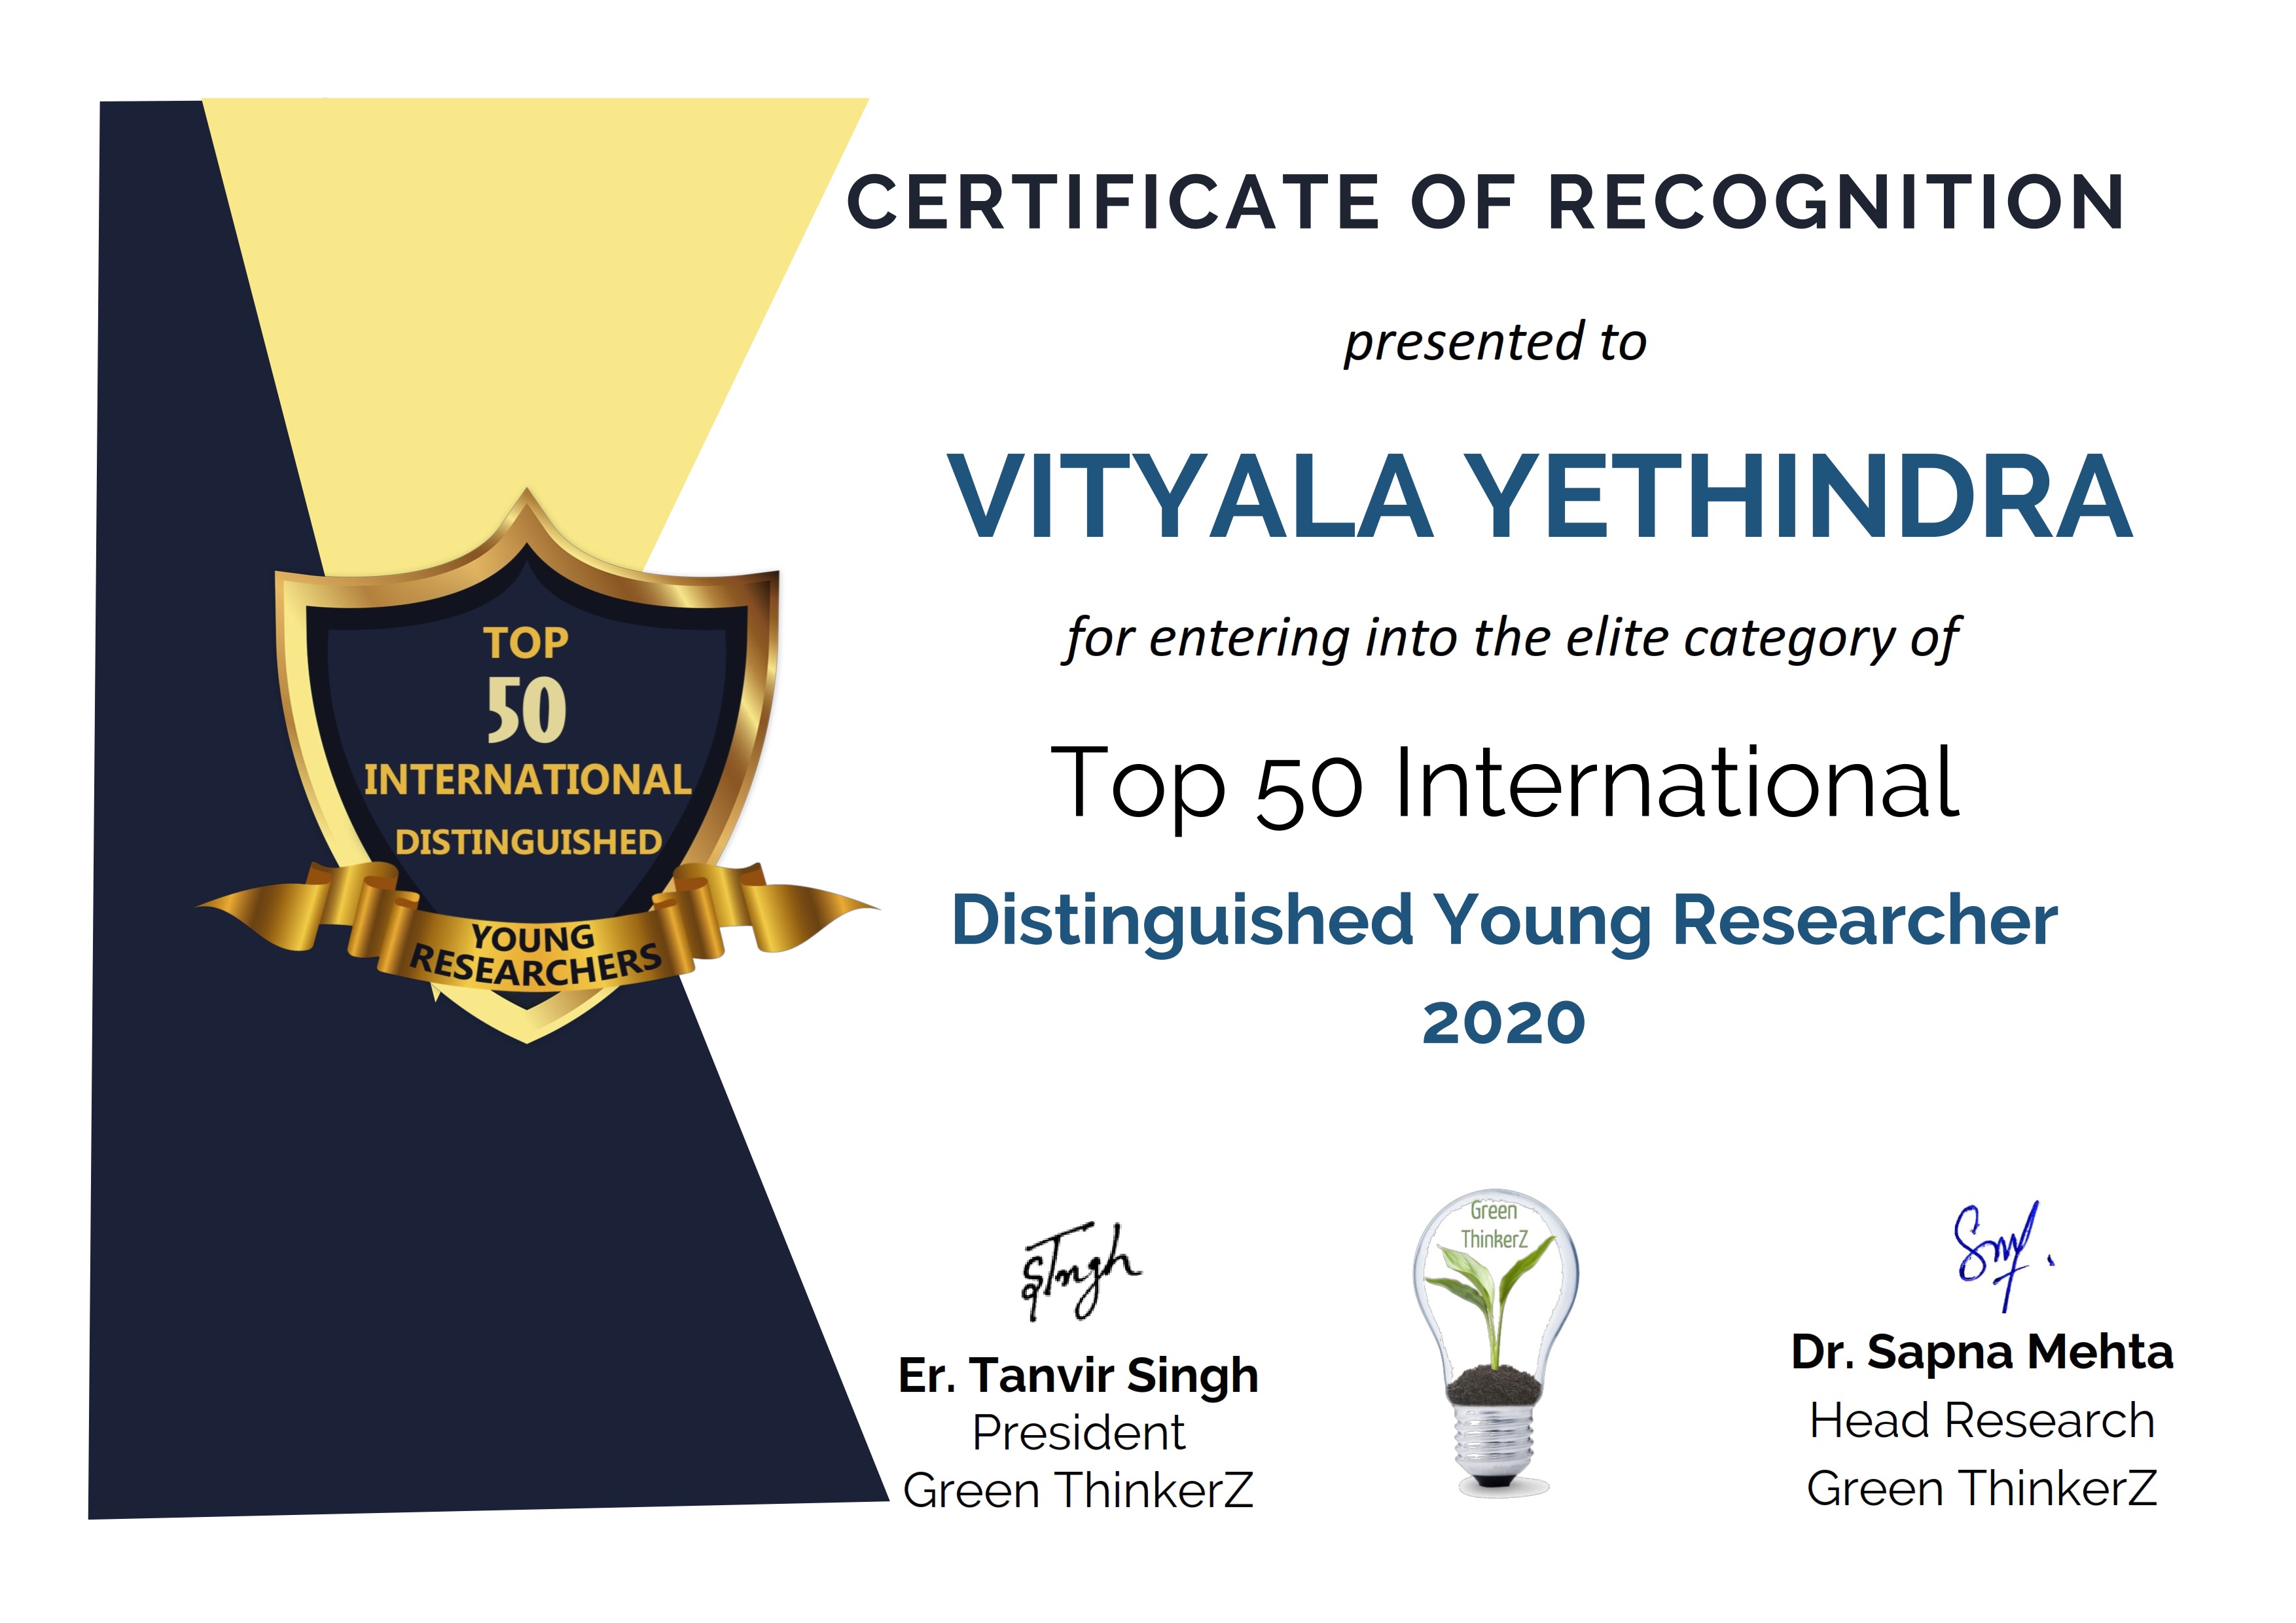 CERTIFICATE OF RECOGNITION
presented to
VITYALA YETHINDRA
for entering into the elite category of
Top 50 International
Distinguished Young Researcher
2020
TOP
50
INTERNATIONAL
DISTINGUISHED
YOUNG
RESEARCHERS
Er. Tanvir Singh
President
Green ThinkerZ
Green
ThinkerZ
Dr. Sapna Mehta
Head Research
Green ThinkerZ